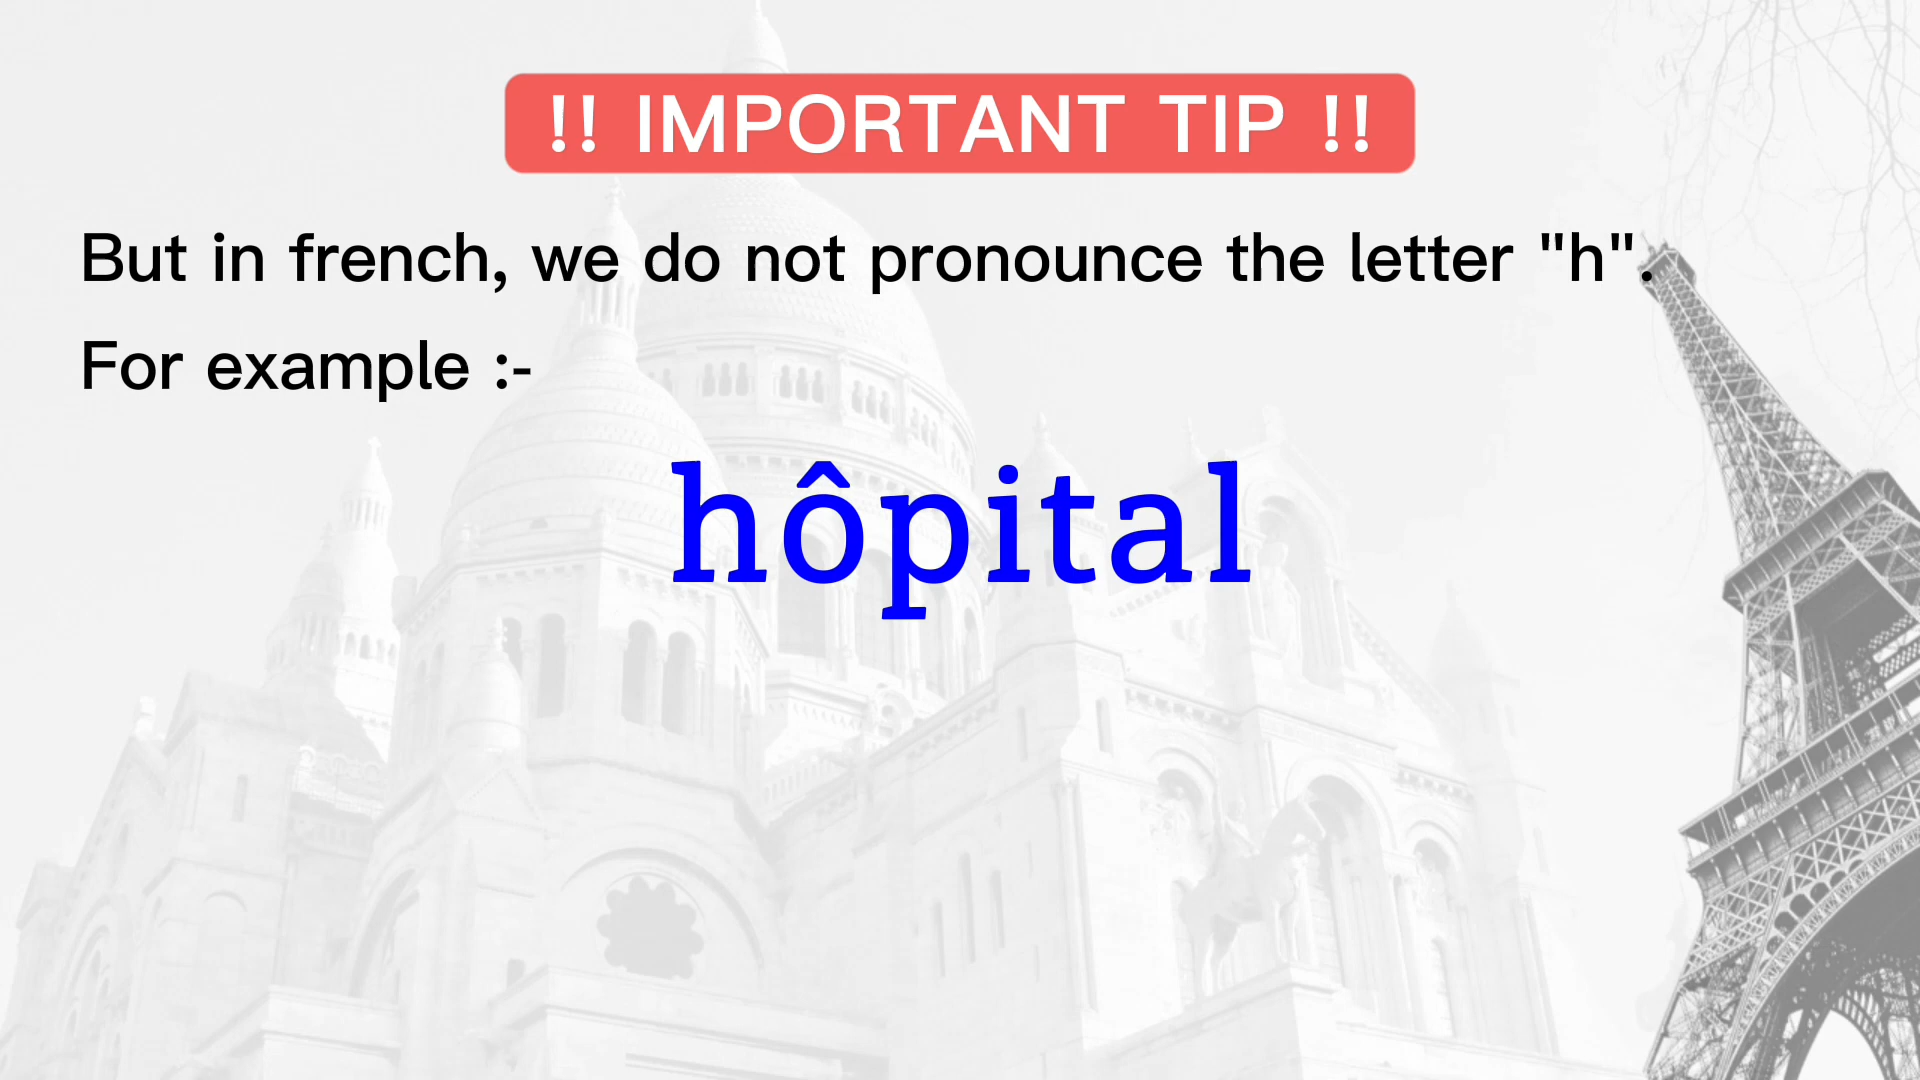 !! IMPORTANT TIP !!
But in french, we do not pronounce the letter "h".
For example :-
hôpital